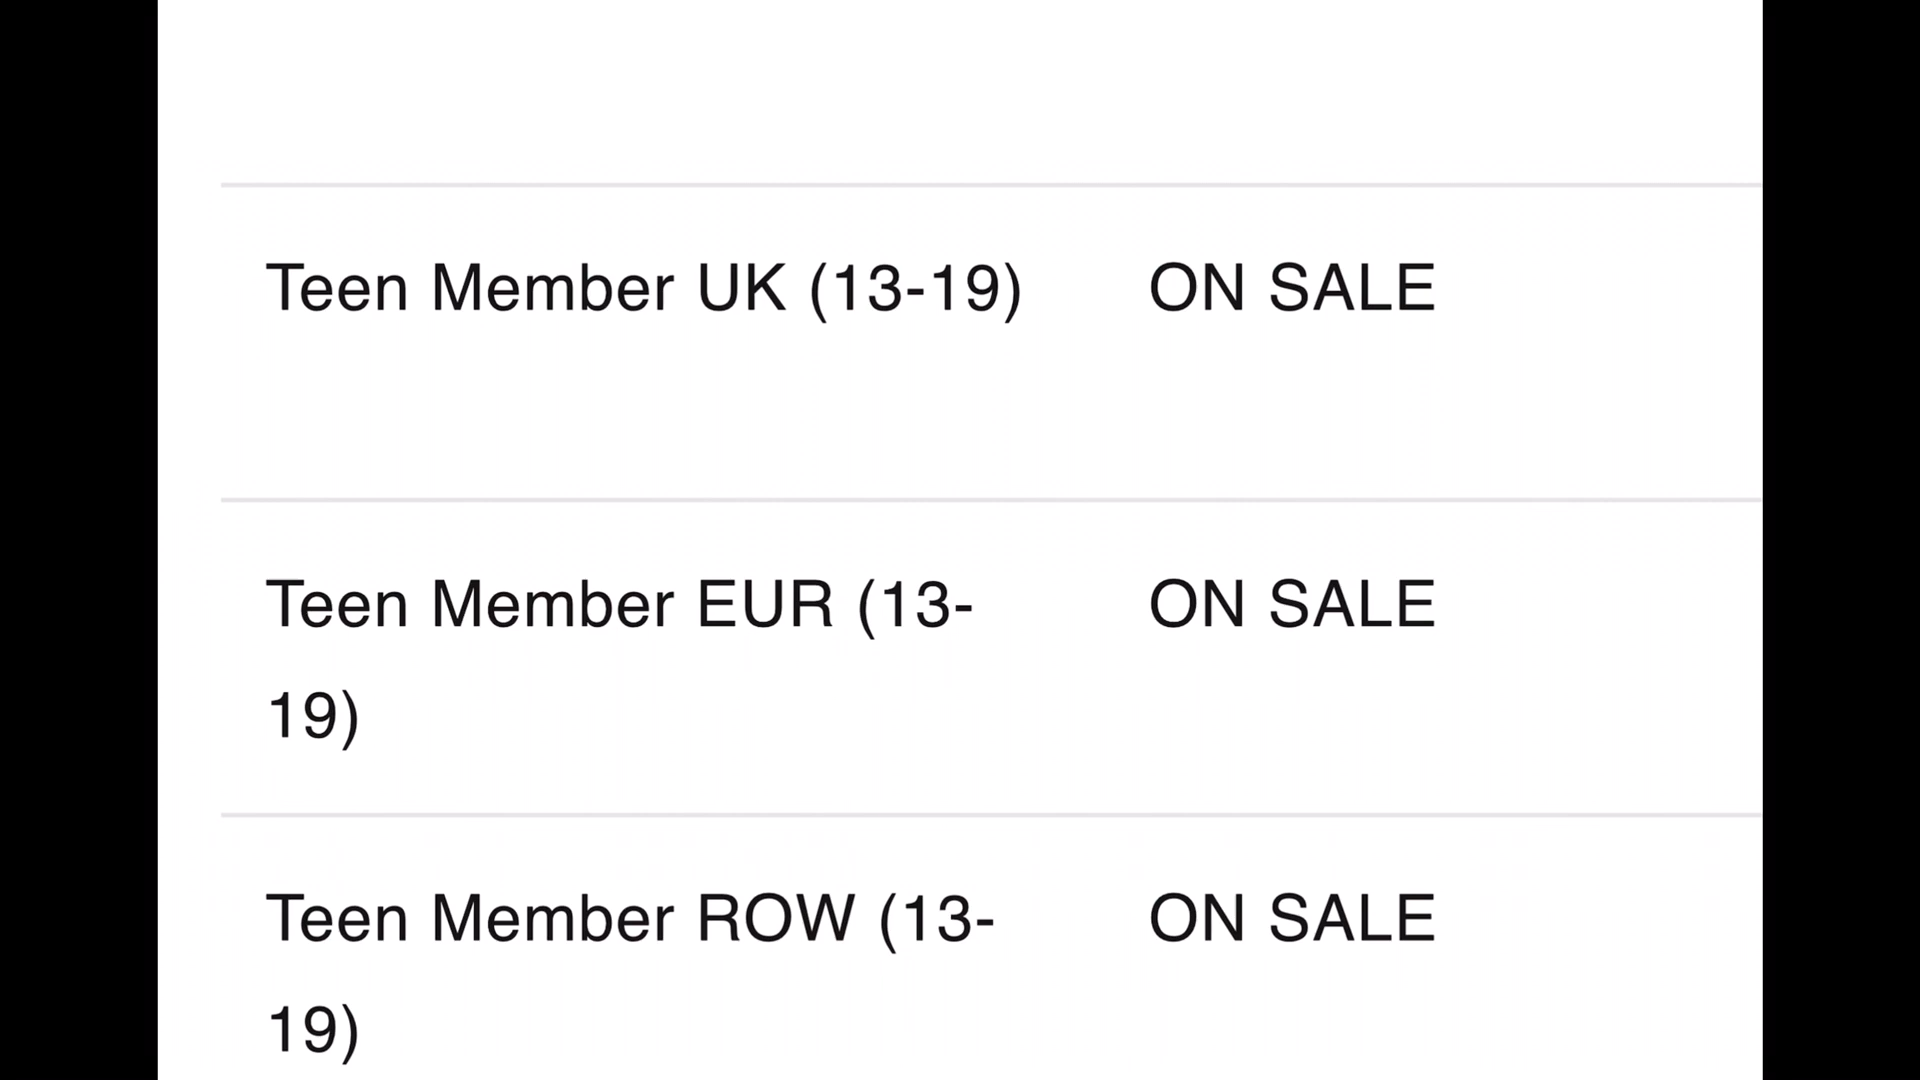 Teen Member UK (13-19) ON SALE
Teen Member EUR (13- ON SALE
19)
Teen Member ROW (13- ON SALE
19)